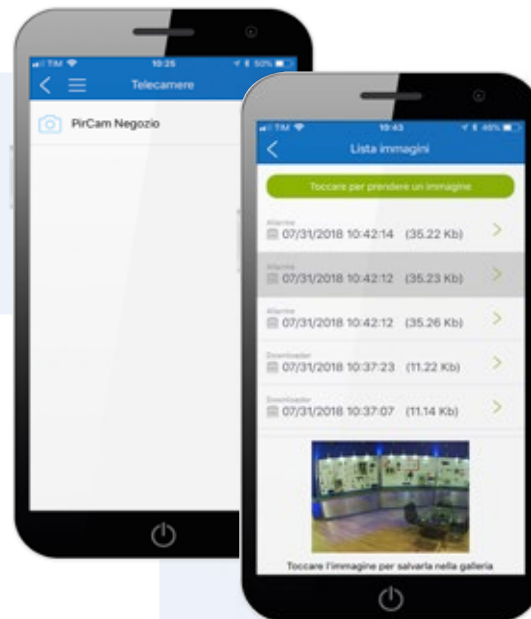 TIM 10:25 50%
Telecamere
PirCam Negozio
TIM 10:43 46%
Lista immagini
Toccare per prendere un immagine
Allarme
07/31/2018 10:42:14 (35.22 Kb)
Allarme
07/31/2018 10:42:12 (35.23 Kb)
Allarme
07/31/2018 10:42:12 (35.26 Kb)
Downloader
07/31/2018 10:37:23 (11.22 Kb)
Downloader
07/31/2018 10:37:07 (11.14 Kb)
Toccare l'immagine per salvarla nella galleria